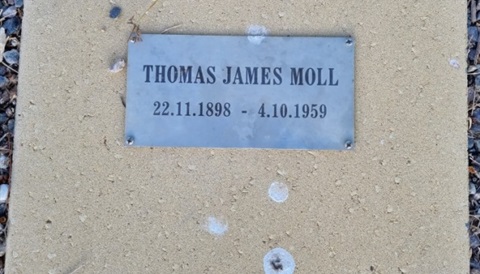 THOMAS JAMES MOLL
22.11.1898 - 4.10.1959